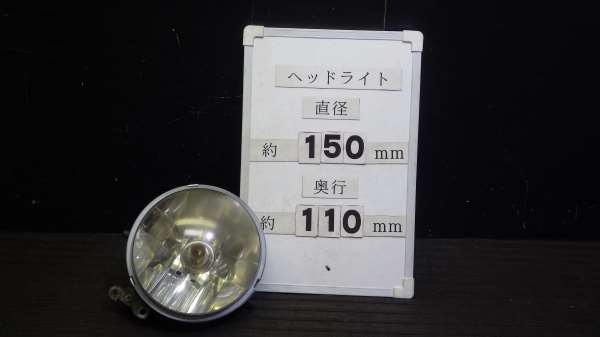 ヘッドライト
直径
約 150 mm
奥行
約 110 mm